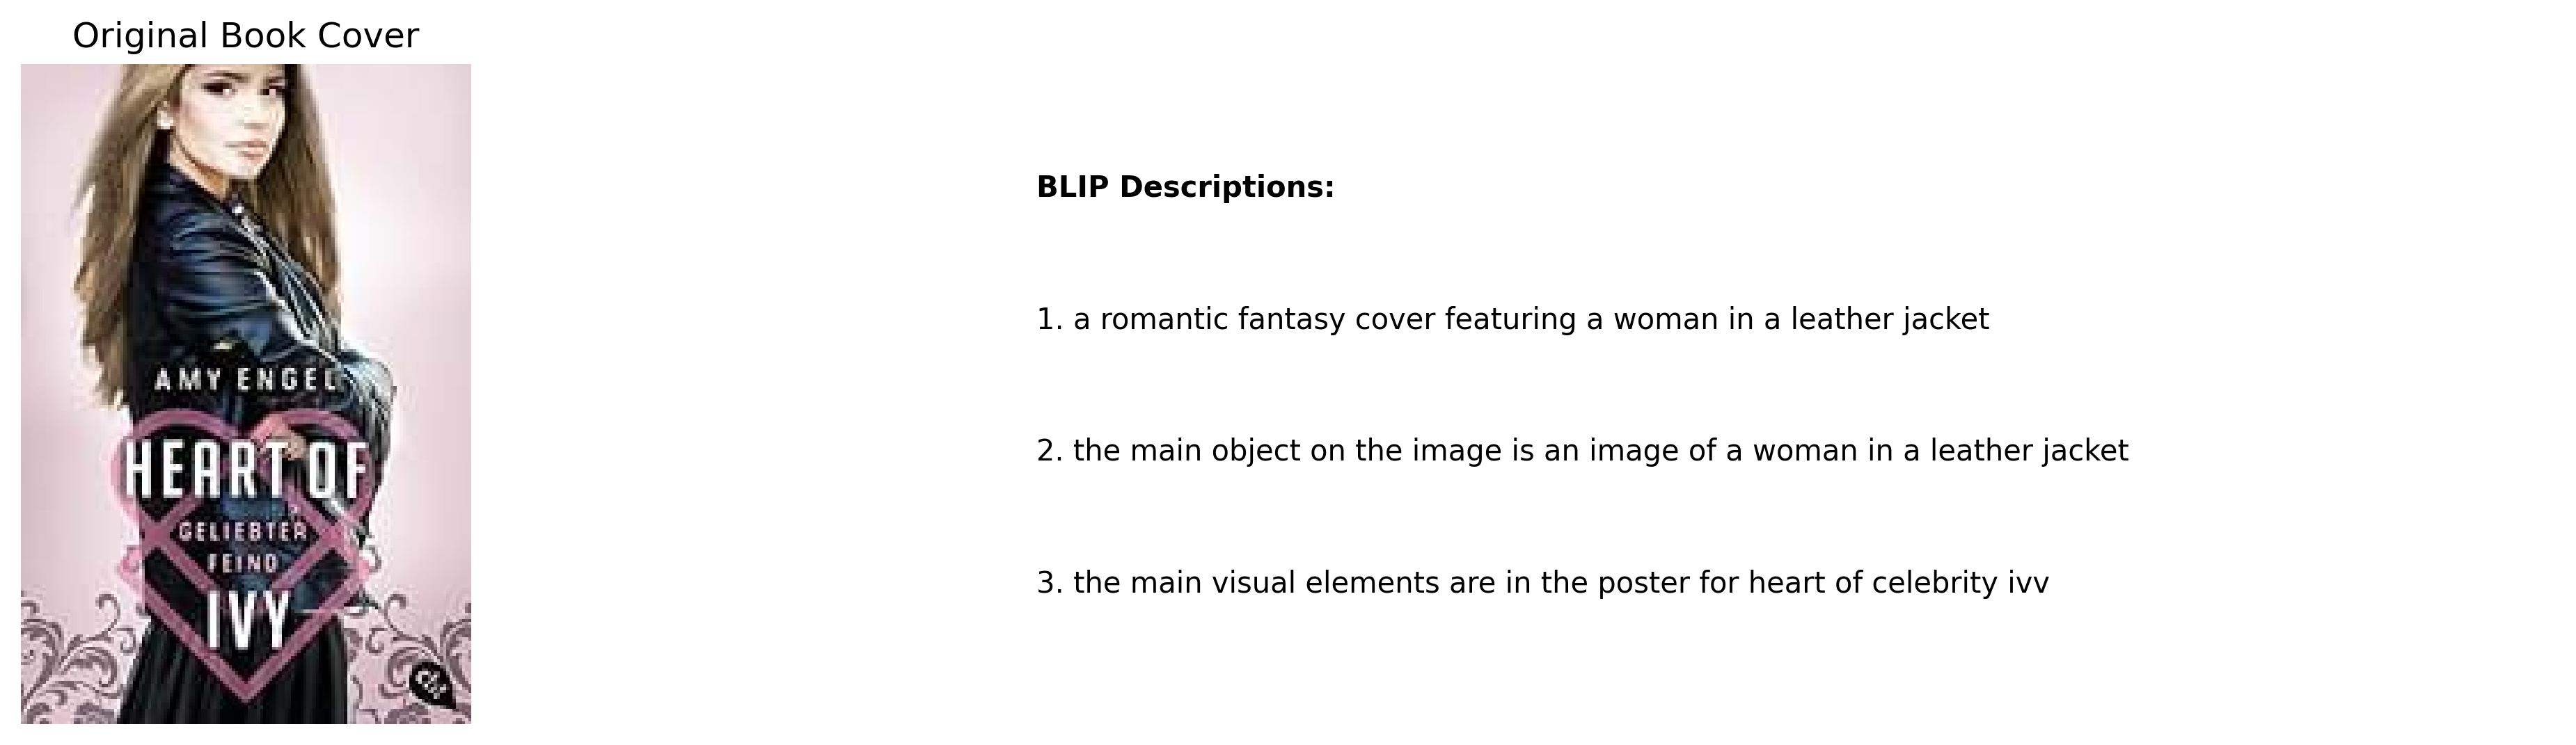 Original Book Cover
AMY ENGEL
HEART OF
GELIEBTER
FEIND
IVY
cbt
BLIP Descriptions:
1. a romantic fantasy cover featuring a woman in a leather jacket
2. the main object on the image is an image of a woman in a leather jacket
3. the main visual elements are in the poster for heart of celebrity ivv